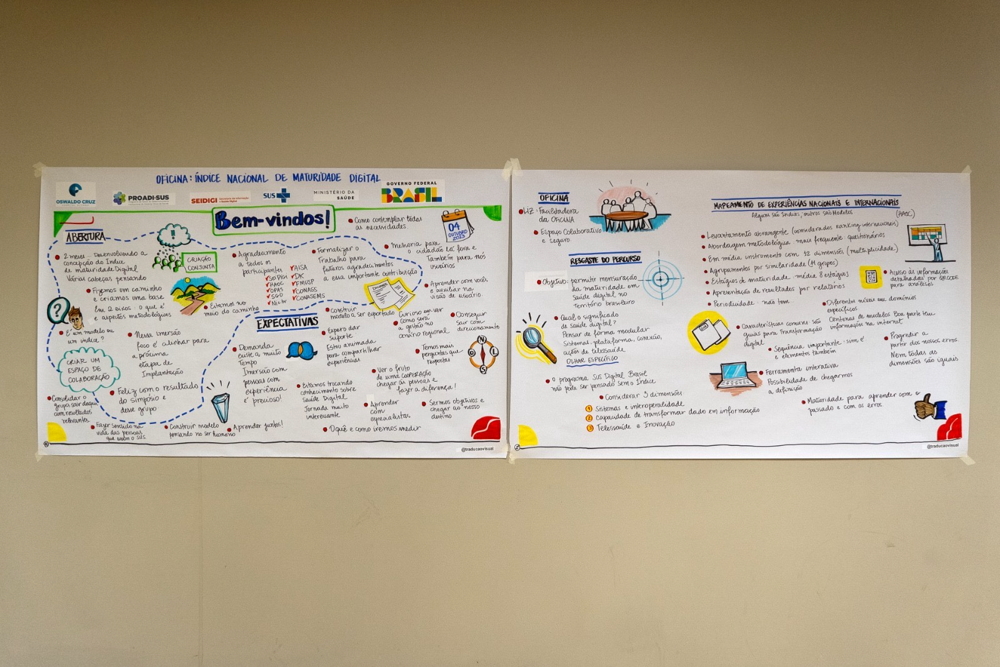 OFICINA: ÍNDICE NACIONAL DE MATURIDADE DIGITAL
OSWALDO CRUZ
PROADI-SUS
SEIDIGI Secretaria de Informação e Saúde Digital
SUS
MINISTÉRIO DA
SAÚDE
GOVERNO FEDERAL
BRASIL
Bem-vindos!
ABERTURA
2 meses... Desenvolvendo a
concepção do Índice
de maturidade Digital
Várias cabeças pensando
!
CRIAÇÃO
CONJUNTA
Fizemos um caminho
e criamos uma base
Em 2 eixos: o que é
e aspectos metodológicos
Estamos no
meio do caminho
?
É um modelo ou
um índice?
Nessa imersão
foco é alinhar para
a próxima
etapa de
Implantação
CRIAR UM
ESPAÇO DE
COLABORAÇÃO
Feliz com o resultado
do Simpósio e
desse grupo
Consolidar o
grupo, sair daqui
com resultados
relevantes.
Fazer sentido na
vida das pessoas
que usam o SUS
Construir modelo
pensando no ser humano
Agradecimento
a todos os
participantes
SEIDIGI
HAOC
OPAS
SGD
Nic br
AISA
DK
FMUSP
CONASS
CONASEMS
Formalizar o
Trabalho para
futuros agradecimentos
a essa importante contribuição
Como contemplar todas
as necessidades.
04
OUTUBRO
2023
Melhoria para
o cidadão lá fora e
Também para nós
usuários
Aprender com vocês
e auxiliar na
visão de usuário.
EXPECTATIVAS
Construir
modelo a ser exportado
Demanda
existe a muito
Tempo
Imersão com
pessoas com
experiência
é precioso!
Espero dar
suporte
Estou animada
para compartilhar
experiências
Curioso em ver
como será
a gestão no
cenário regional
Conseguir
sair com
direcionamento
Temos mais
perguntas que
respostas
N
O
L
S
Ver o fruto
de uma COOPERAÇÃO
chegar às pessoas e
fazer a diferença!
Estamos trocando
conhecimento sobre
Saúde Digital
Jornada muito
interessante
Aprender
com
especialistas
Sermos objetivos e
chegar ao nosso
destino
Aprender juntos!
O quê e como iremos medir
1
@traducaovisual
OFICINA
Liz: Facilitadora
da OFICINA
Espaço Colaborativo
e seguro.
RESGASTE DO PERCURSO
Objetivo: permitir mensuração
da maturidade em
saúde digital no
Território brasileiro
Qual o significado
de saúde digital?
Pensar de forma modular
Sistemas, plataforma, conexão,
ações de telessaúde
OLHAR ESPECÍFICO
O programa SUS Digital Brasil
não pode ser pensado sem o Índice
Considerar 3 dimensões
1 Sistemas e interoperalidade
2 Capacidade de transformar dado em informação
3 Telessaúde e Inovação
MAPEAMENTO DE EXPERIÊNCIAS NACIONAIS E INTERNACIONAIS
Alguns são Índices, outros são Modelos
(HAOC)
Levantamento abrangente (considerados ranking internacionais)
Abordagem metodológica: mais frequente questionários
Em média instrumento com 12 dimensões (multiplicidade)
Agrupamentos por similaridade (11 grupos)
Estágios de maturidade: média 8 estágios
Apresentação de resultados por relatórios
Periodicidade: não tem
Acesso às informações
detalhadas por QRCODE
para análises
Diferentes níveis em domínios
específicos
Centenas de modelos Boa parte tem
informações na internet
Características comuns: são
guias para Transformação
digital
Sequência importante: sim é
e elementos também
Progredir a
partir dos nossos erros.
Nem todas as
dimensões são iguais
Ferramenta interativa
Possibilidade de chegarmos
a definição
Maturidade para aprender com o
passado e com os erros
2
@traducaovisual